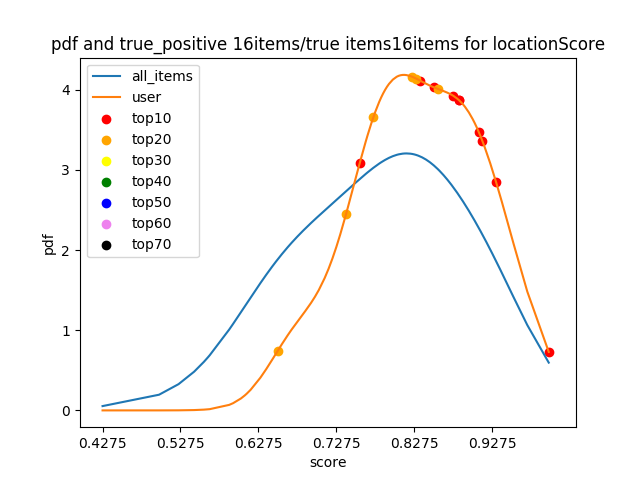 pdf and true_positive 16items/true items16items for locationScore
all_items
user
top10
top20
top30
top40
top50
top60
top70
4
3
2
1
0
pdf
0.4275 0.5275 0.6275 0.7275 0.8275 0.9275
score